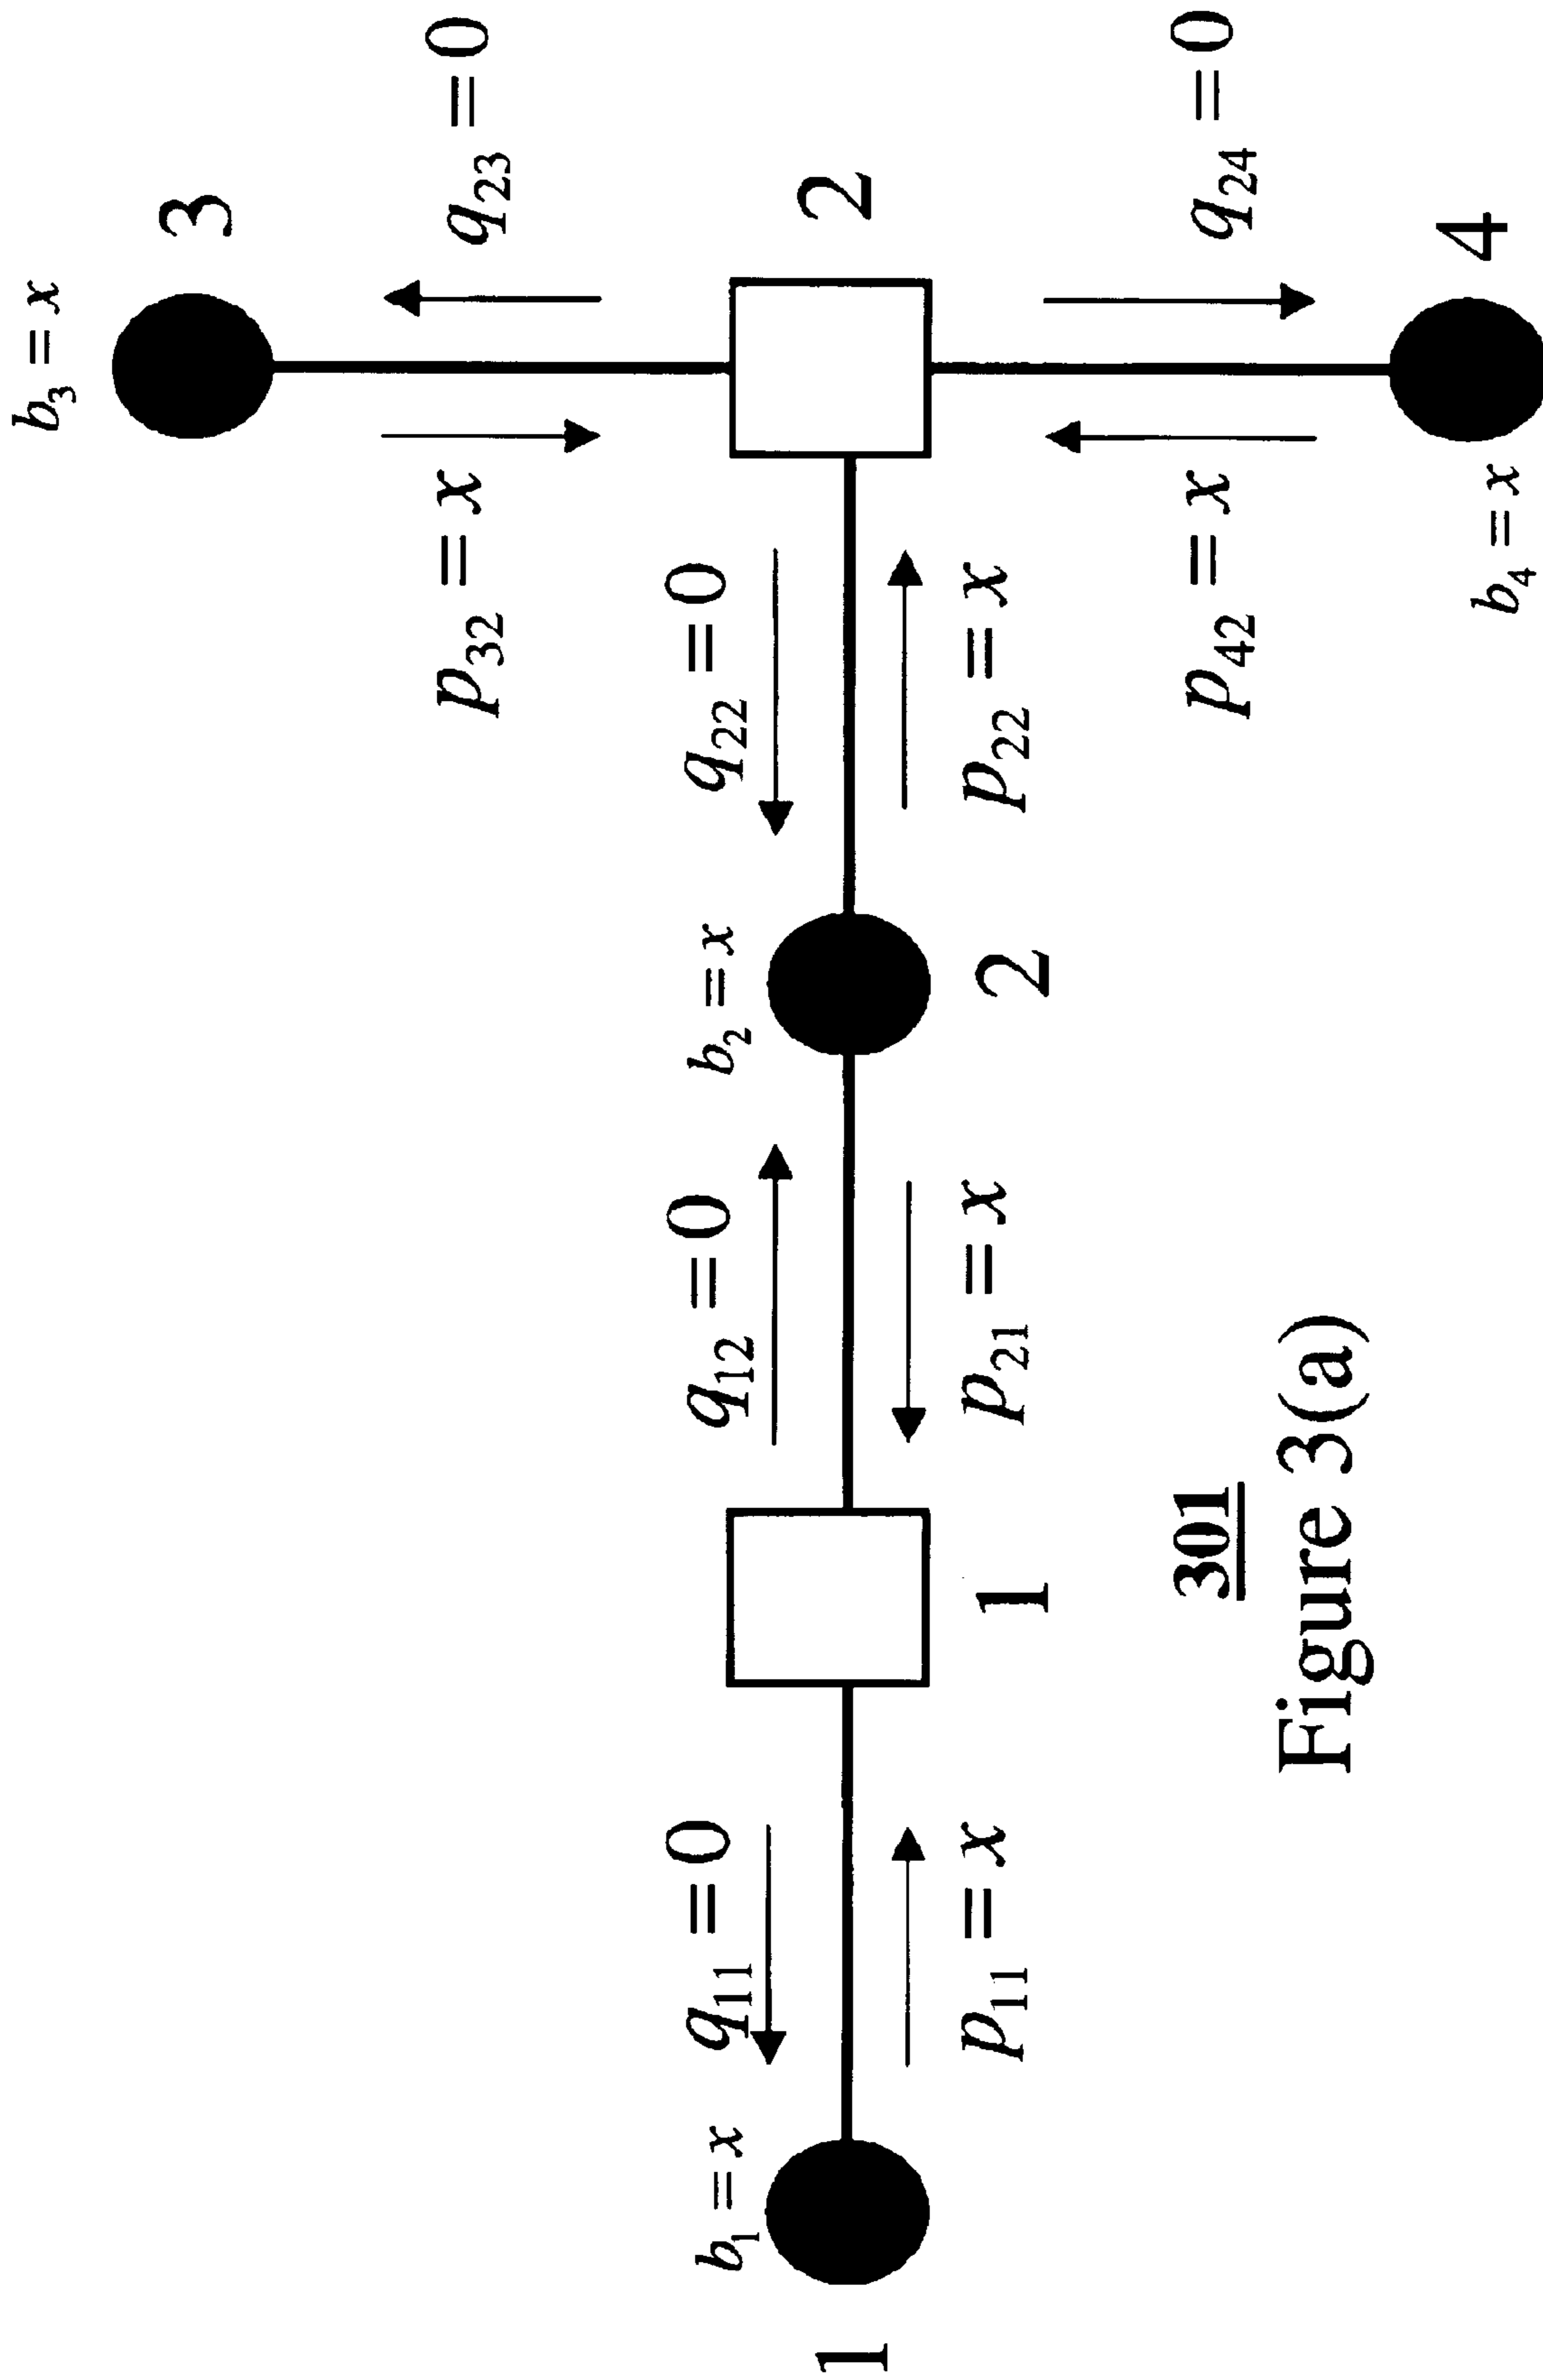 b₃ = x
3
p₃₂ = x
q₂₃ = 0
b₁ = x
q₁₁ = 0
q₁₂ = 0
b₂ = x
q₂₂ = 0
1
2
p₁₁ = x
1
p₂₁ = x
2
p₂₂ = x
p₄₂ = x
q₂₄ = 0
b₄ = x
4
301
Figure 3(a)